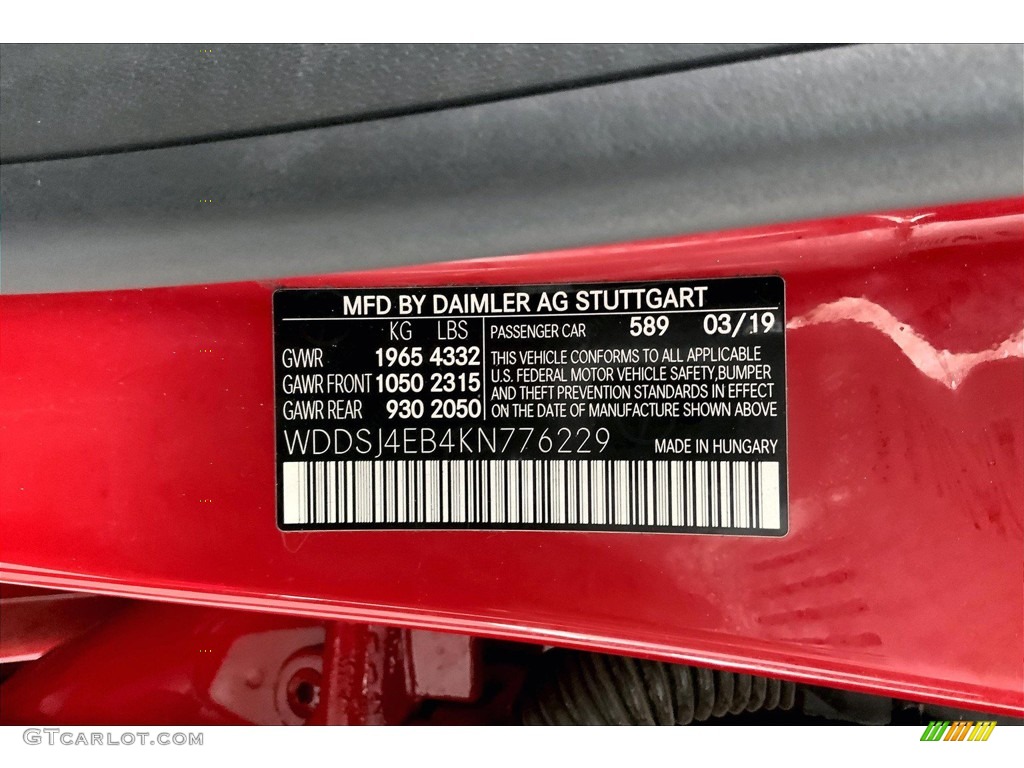 MFD BY DAIMLER AG STUTTGART
KG LBS
GVWR 1965 4332
GAWR FRONT 1050 2315
GAWR REAR 930 2050
PASSENGER CAR 589 03/19
THIS VEHICLE CONFORMS TO ALL APPLICABLE
U.S. FEDERAL MOTOR VEHICLE SAFETY,BUMPER
AND THEFT PREVENTION STANDARDS IN EFFECT
ON THE DATE OF MANUFACTURE SHOWN ABOVE
WDDSJ4EB4KN776229
MADE IN HUNGARY
GTCARLOT.COM